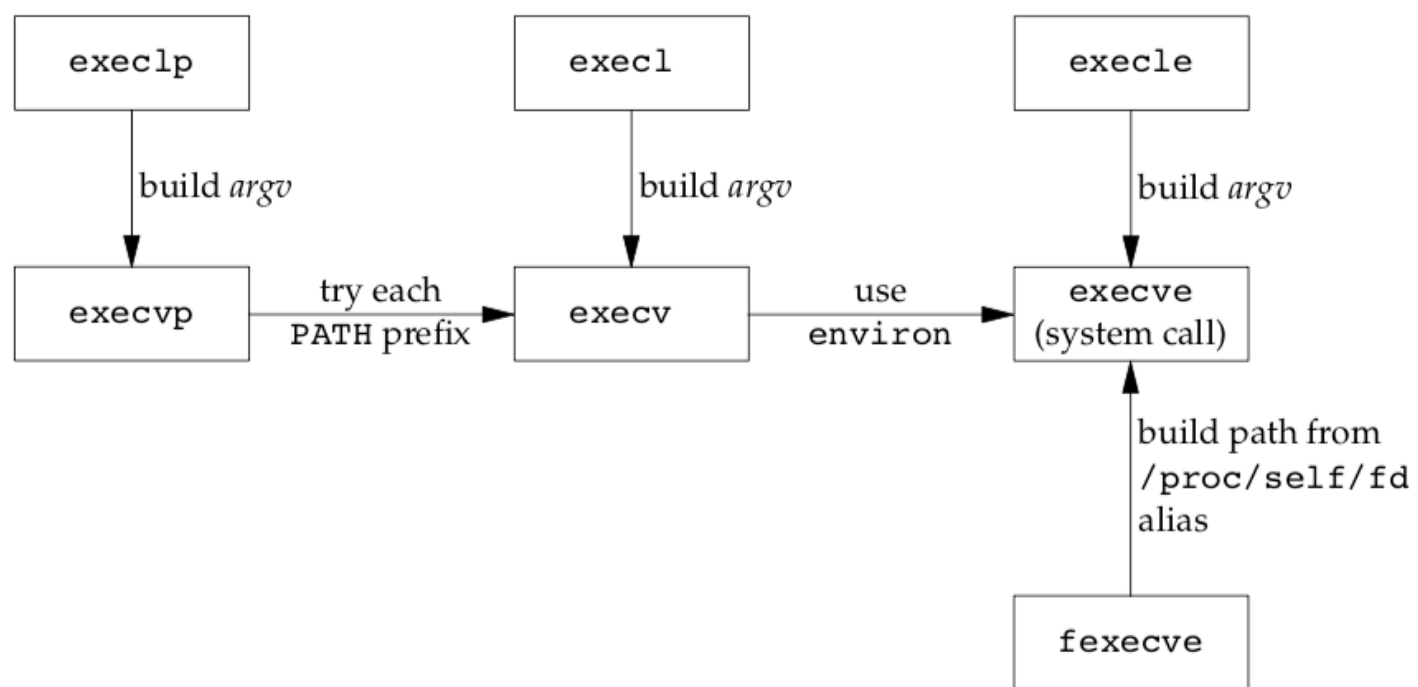 execlp
execl
execle
build argv
build argv
build argv
execvp
try each
PATH prefix
execv
use
environ
execve
(system call)
build path from
/proc/self/fd
alias
fexecve